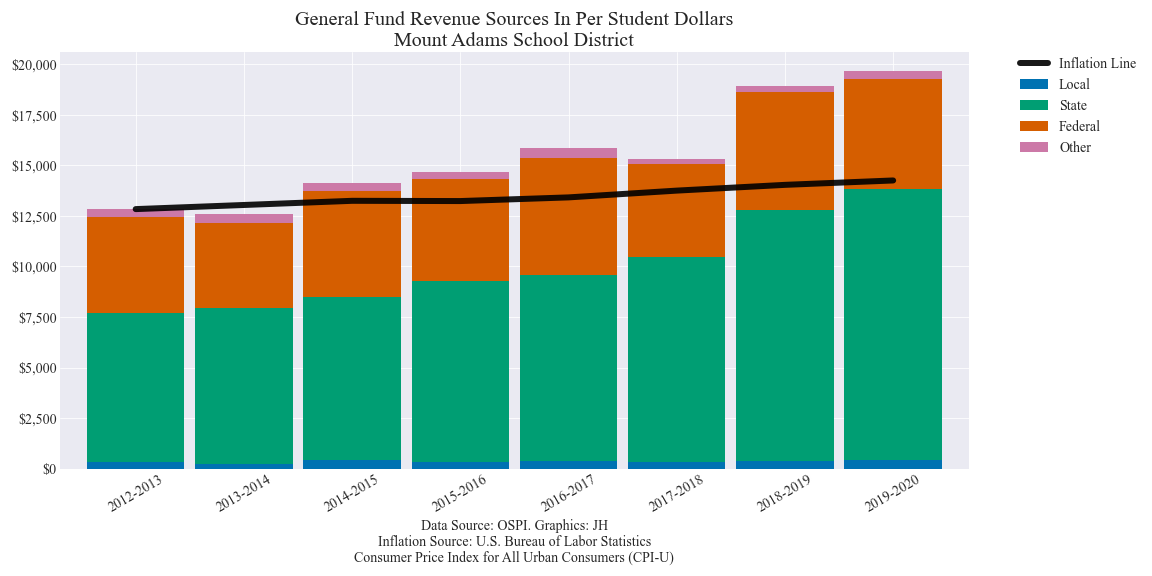 General Fund Revenue Sources In Per Student Dollars
Mount Adams School District
$20,000
$17,500
$15,000
$12,500
$10,000
$7,500
$5,000
$2,500
$0
Inflation Line
Local
State
Federal
Other
2012-2013
2013-2014
2014-2015
2015-2016
2016-2017
2017-2018
2018-2019
2019-2020
Data Source: OSPI. Graphics: JH
Inflation Source: U.S. Bureau of Labor Statistics
Consumer Price Index for All Urban Consumers (CPI-U)